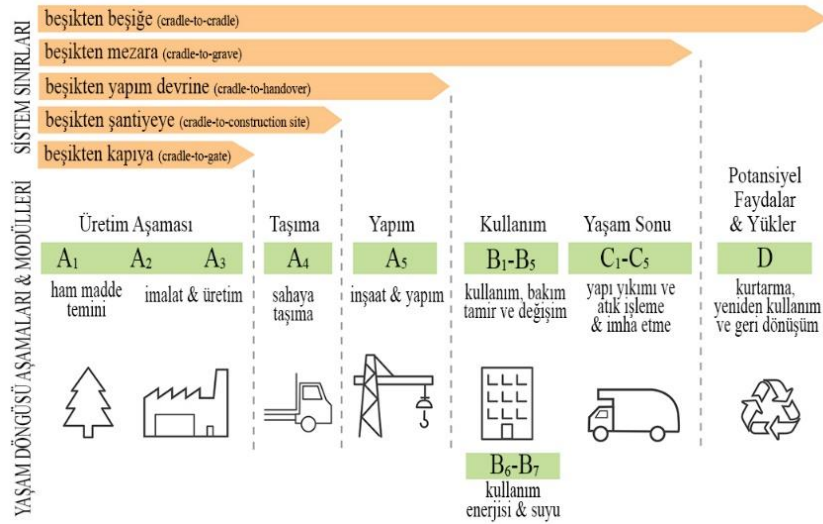 SİSTEM SINIRLARI
beşikten beşiğe (cradle-to-cradle)
beşikten mezara (cradle-to-grave)
beşikten yapım devrine (cradle-to-handover)
beşikten şantiyeye (cradle-to-construction site)
beşikten kapıya (cradle-to-gate)
YAŞAM DÖNGÜSÜ AŞAMALARI & MODÜLLERİ
Üretim Aşaması
A1 A2 A3
ham madde
temini
imalat & üretim
Taşıma
A4
sahaya
taşıma
Yapım
A5
inşaat & yapım
Kullanım
B1-B5
kullanım, bakım
tamir ve değişim
B6-B7
kullanım
enerjisi & suyu
Yaşam Sonu
C1-C5
yapı yıkımı ve
atık işleme
& imha etme
Potansiyel
Faydalar
& Yükler
D
kurtarma,
yeniden kullanım
ve geri dönüşüm